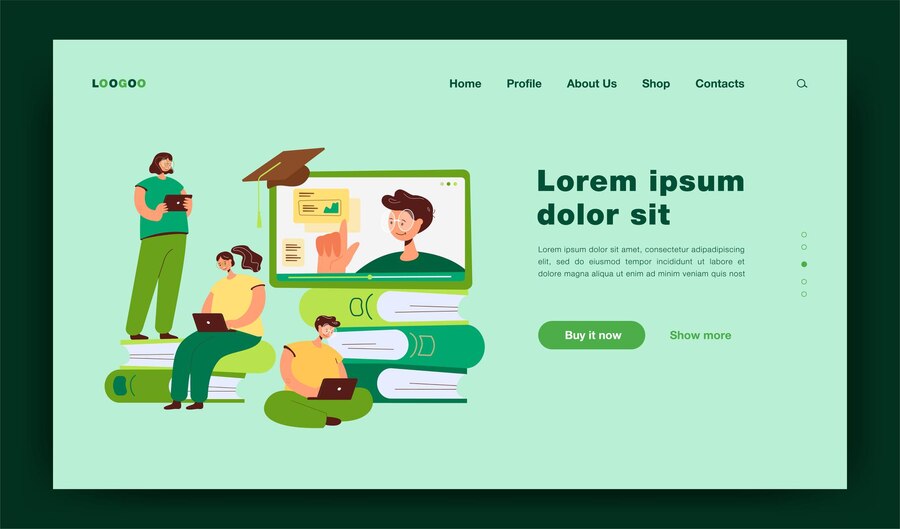 LOOGOO
Home Profile About Us Shop Contacts
Lorem ipsum
dolor sit
Lorem ipsum dolor sit amet, consectetur adipiscing
elit, sed do eiusmod tempor incididunt ut labore et
dolore magna aliqua. Ut enim ad minim veniam quis nost
Buy it now Show more